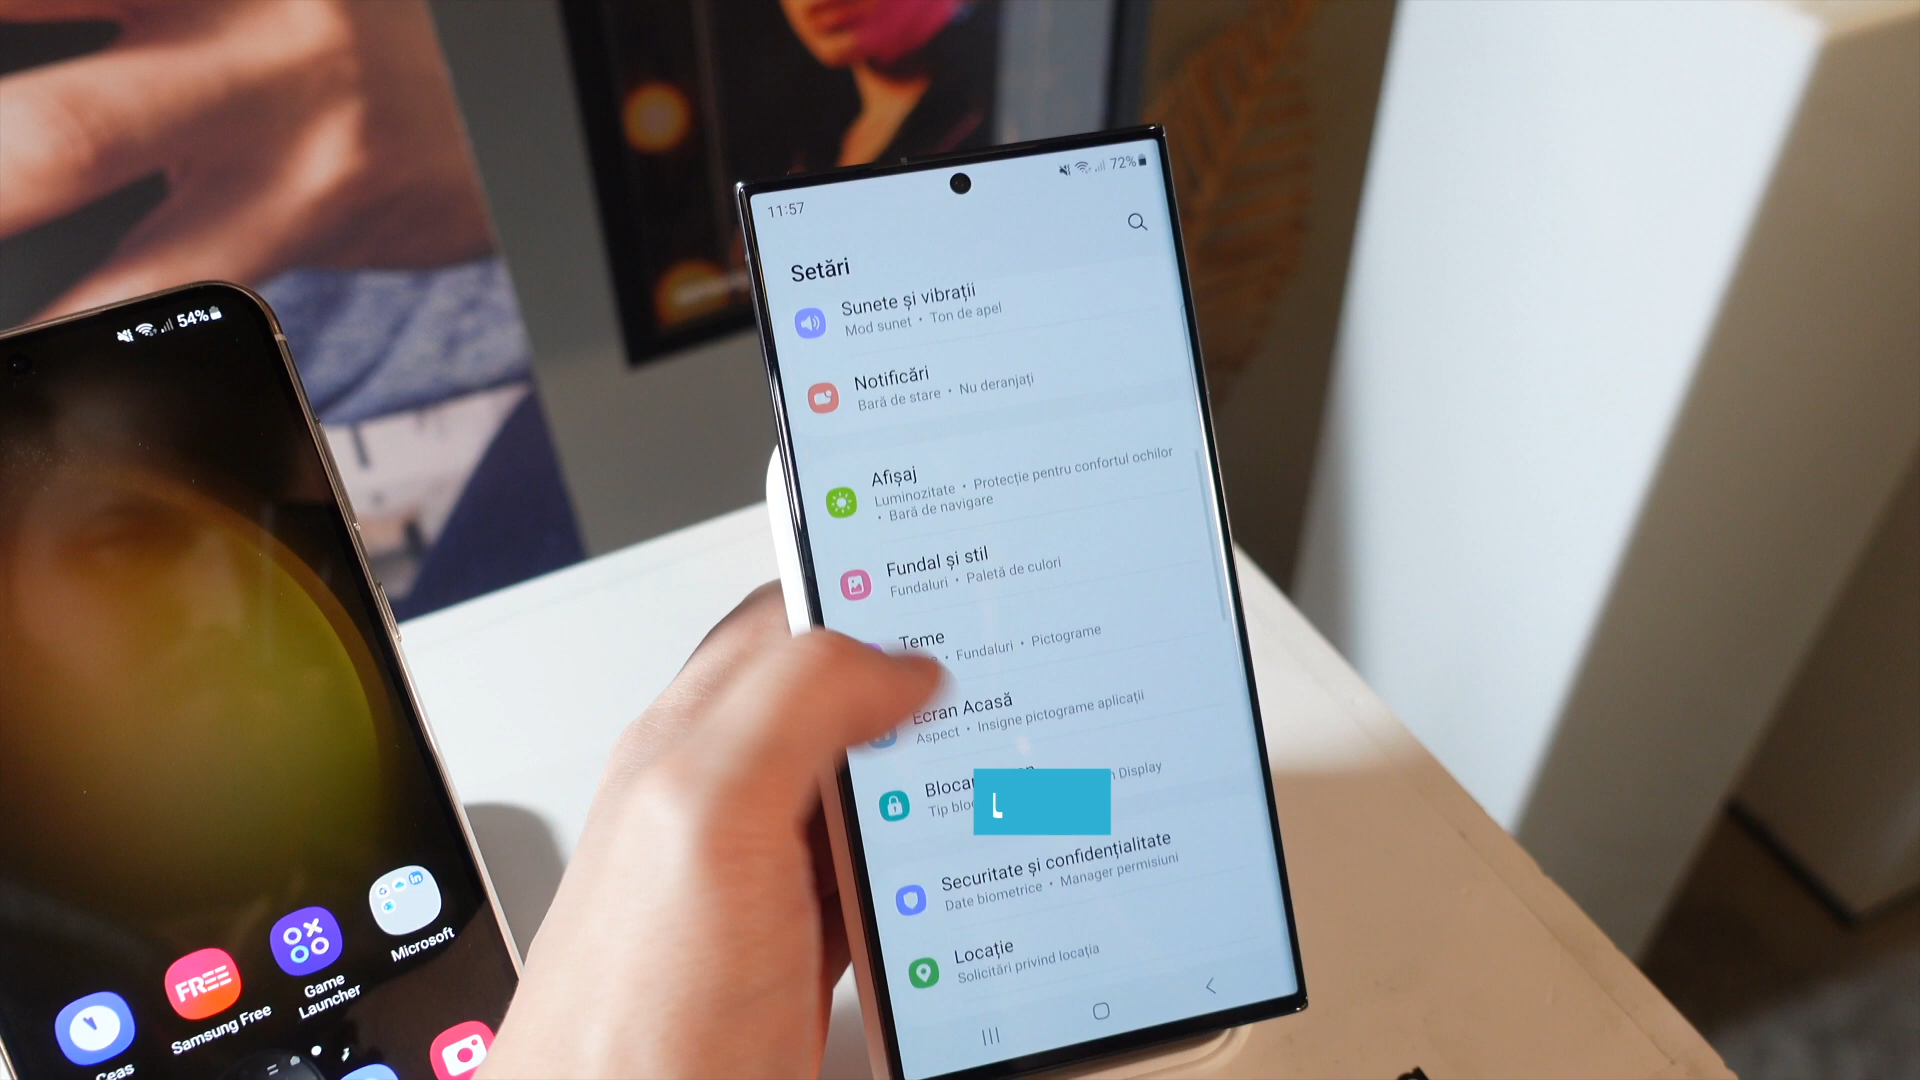 54%
Microsoft
Game
Launcher
FREE
Samsung Free
Ceas
in
11:57
72%
Setări
Sunete și vibrații
Mod sunet • Ton de apel
Notificări
Bară de stare • Nu deranjați
Afișaj
Luminozitate • Protecție pentru confortul ochilor
• Bară de navigare
Fundal și stil
Fundaluri • Paletă de culori
Teme
• Fundaluri • Pictograme
Ecran Acasă
Aspect • Insigne pictograme aplicații
Display
Tip
Securitate și confidențialitate
Date biometrice • Manager permisiuni
Locație
Solicitări privind locația